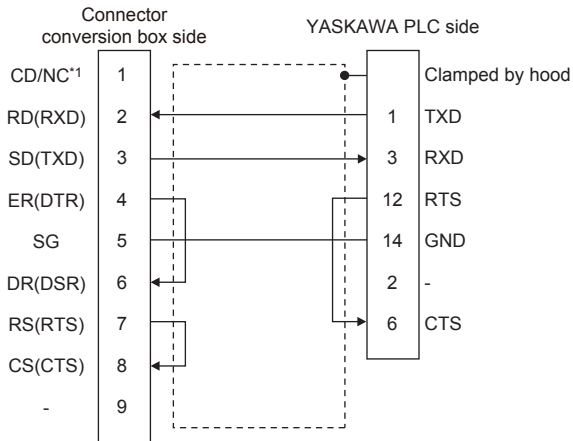 Connector
conversion box side
YASKAWA PLC side
CD/NC*1 1 Clamped by hood
RD(RXD) 2 1 TXD
SD(TXD) 3 3 RXD
ER(DTR) 4 12 RTS
SG 5 14 GND
DR(DSR) 6 2 -
RS(RTS) 7 6 CTS
CS(CTS) 8
- 9